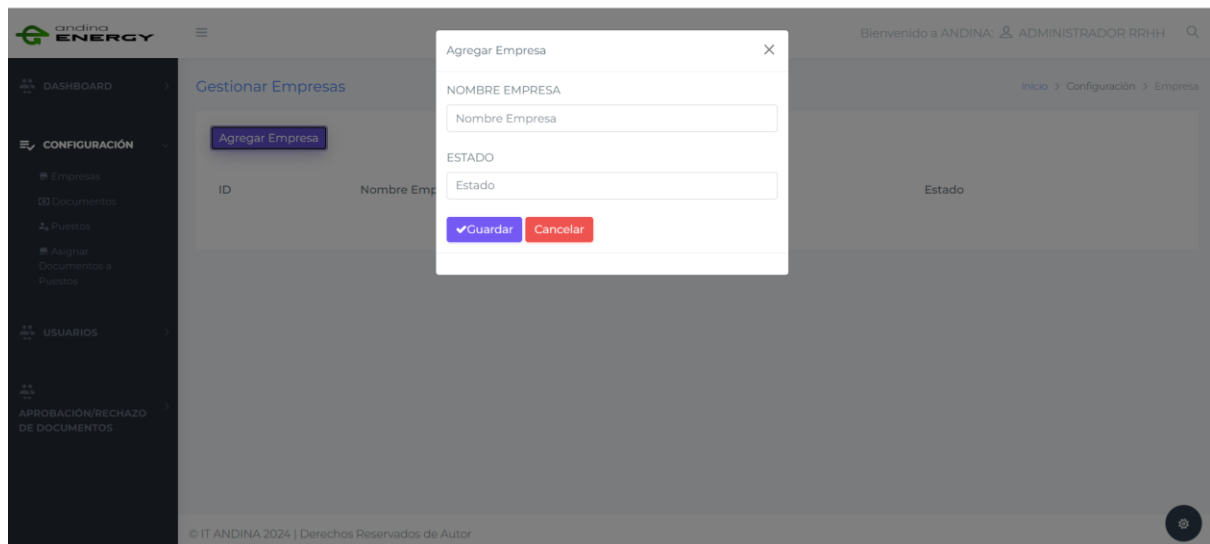 andina
ENERGY
Bienvenido a ANDINA: ADMINISTRADOR RRHH
DASHBOARD
CONFIGURACIÓN
Empresas
Documentos
Puestos
Asignar
Documentos a
Puestos
USUARIOS
APROBACIÓN/RECHAZO
DE DOCUMENTOS
Gestionar Empresas
Inicio > Configuración > Empresa
Agregar Empresa
ID
Nombre Emp
Estado
Agregar Empresa
NOMBRE EMPRESA
Nombre Empresa
ESTADO
Estado
Guardar
Cancelar
© IT ANDINA 2024 | Derechos Reservados de Autor